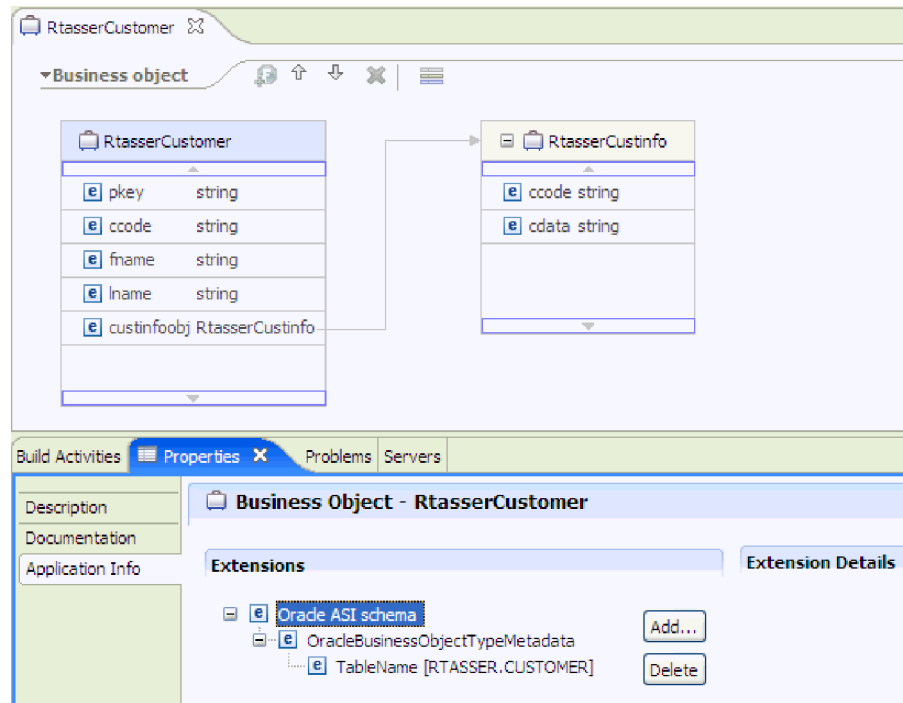 RtasserCustomer
Business object
RtasserCustomer
RtasserCustinfo
pkey string
ccode string
ccode string
cdata string
fname string
lname string
custinfoobj RtasserCustinfo
Build Activities Properties Problems Servers
Business Object - RtasserCustomer
Description
Documentation
Application Info
Extensions
Extension Details
Oracle ASI schema
OracleBusinessObjectTypeMetadata
TableName [RTASSER.CUSTOMER]
Add...
Delete